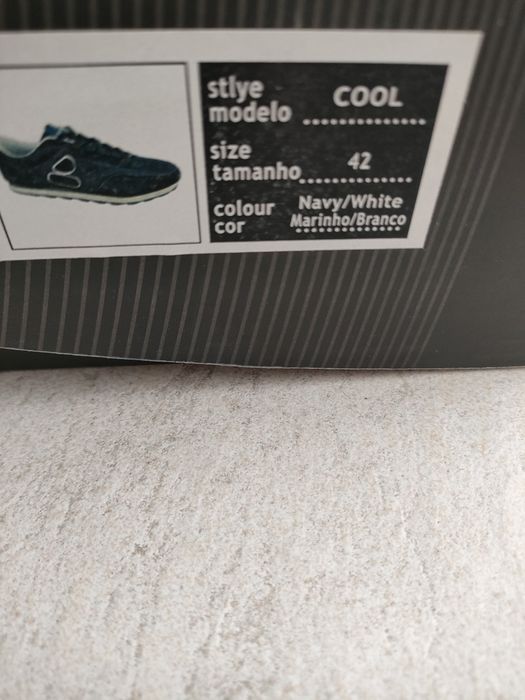 stlye COOL
modelo ....................
size 42
tamanho ..................
colour Navy/White
cor Marinho/Branco